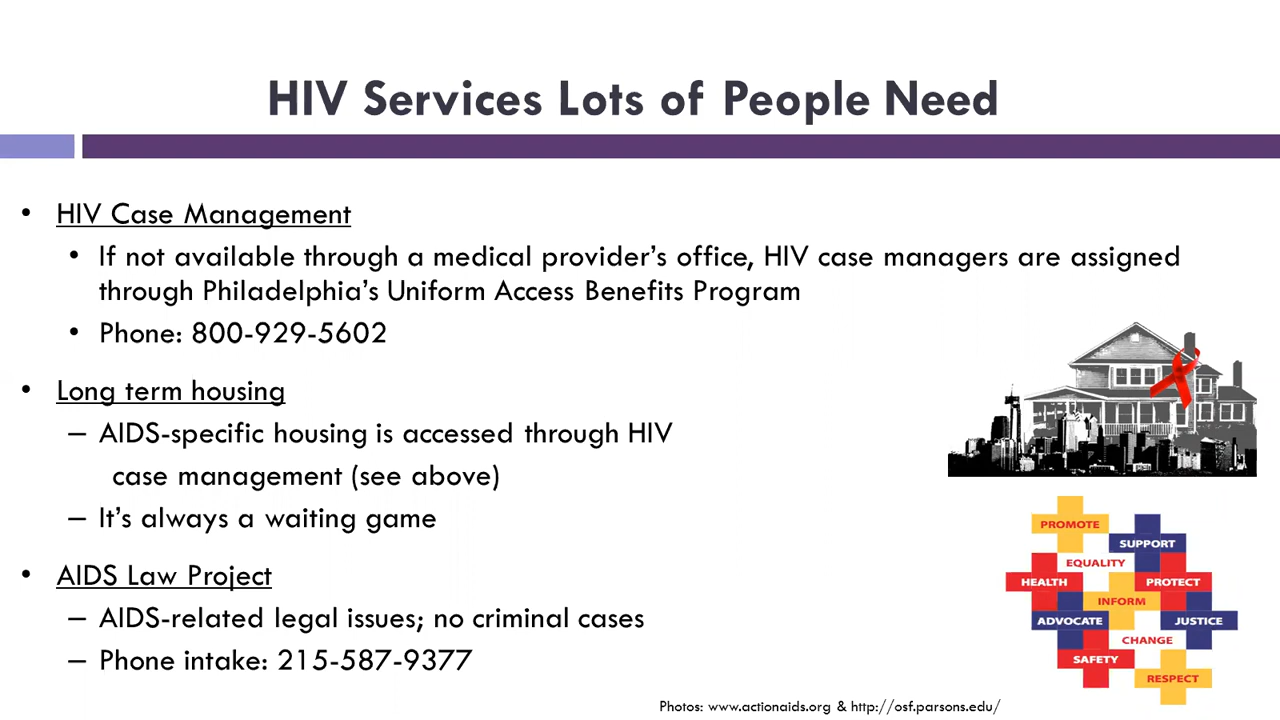 HIV Services Lots of People Need
• HIV Case Management
• If not available through a medical provider’s office, HIV case managers are assigned
through Philadelphia’s Uniform Access Benefits Program
• Phone: 800-929-5602
• Long term housing
– AIDS-specific housing is accessed through HIV
case management (see above)
– It’s always a waiting game
• AIDS Law Project
– AIDS-related legal issues; no criminal cases
– Phone intake: 215-587-9377
PROMOTE
SUPPORT
EQUALITY
HEALTH
PROTECT
INFORM
ADVOCATE
JUSTICE
CHANGE
SAFETY
RESPECT
Photos: www.actionaids.org & http://osf.parsons.edu/